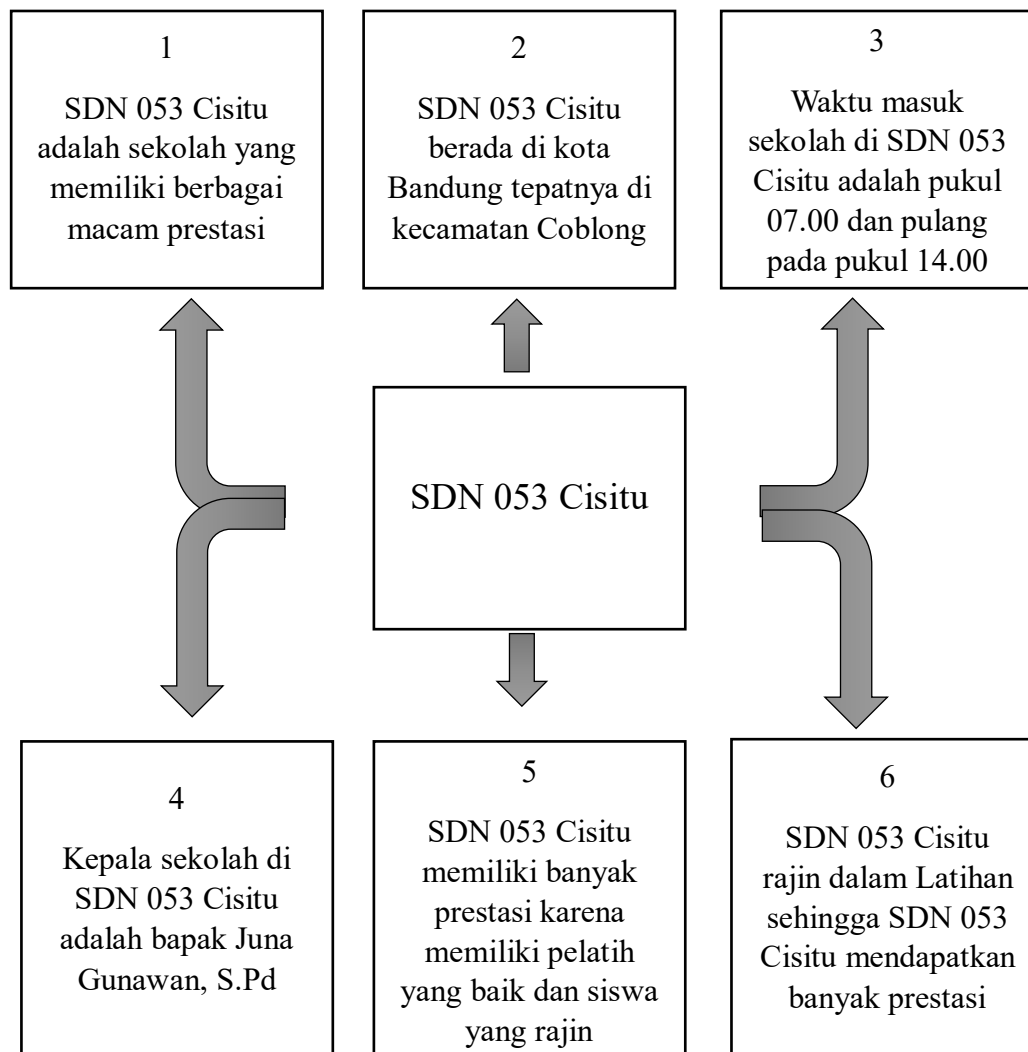 1
SDN 053 Cisitu
adalah sekolah yang
memiliki berbagai
macam prestasi
2
SDN 053 Cisitu
berada di kota
Bandung tepatnya di
kecamatan Coblong
3
Waktu masuk
sekolah di SDN 053
Cisitu adalah pukul
07.00 dan pulang
pada pukul 14.00
SDN 053 Cisitu
4
Kepala sekolah di
SDN 053 Cisitu
adalah bapak Juna
Gunawan, S.Pd
5
SDN 053 Cisitu
memiliki banyak
prestasi karena
memiliki pelatih
yang baik dan siswa
yang rajin
6
SDN 053 Cisitu
rajin dalam Latihan
sehingga SDN 053
Cisitu mendapatkan
banyak prestasi